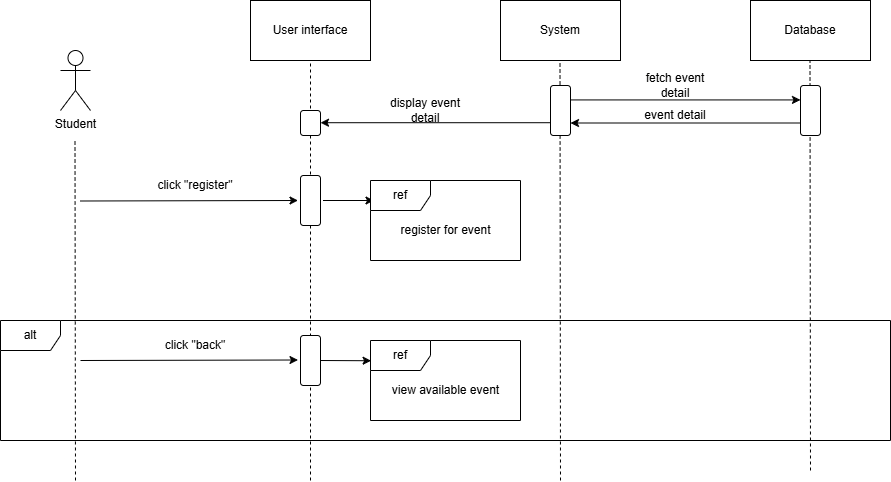 User interface
System
Database
Student
fetch event
detail
display event
detail
event detail
click "register"
ref
register for event
alt
click "back"
ref
view available event